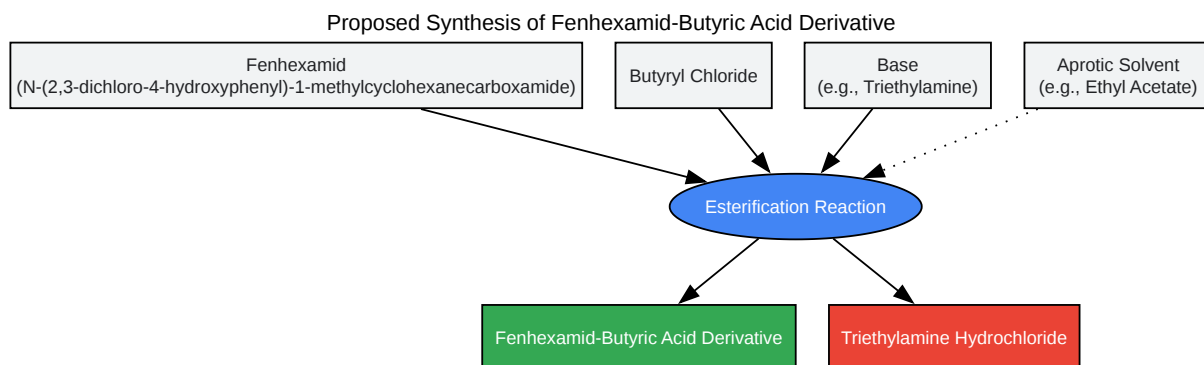 Proposed Synthesis of Fenhexamid-Butyric Acid Derivative
Fenhexamid
(N-(2,3-dichloro-4-hydroxyphenyl)-1-methylcyclohexanecarboxamide)
Butyryl Chloride
Base
(e.g., Triethylamine)
Aprotic Solvent
(e.g., Ethyl Acetate)
Esterification Reaction
Fenhexamid-Butyric Acid Derivative
Triethylamine Hydrochloride